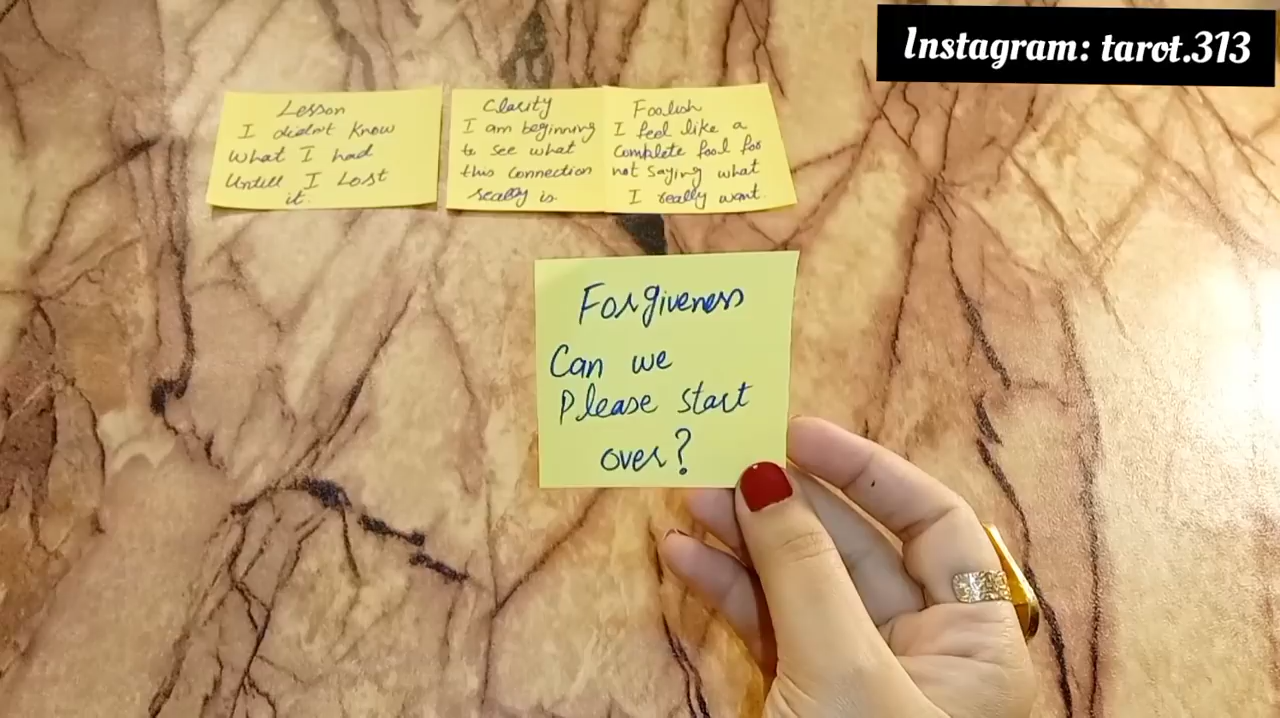 Instagram: tarot.313
Lesson
I didn't know
What I had
Untill I Lost
it.
Clarity
I am beginning
to see what
this connection
really is.
Foolish
I feel like a
complete fool for
not saying what
I really want.
Forgiveness
Can we
Please start
over?